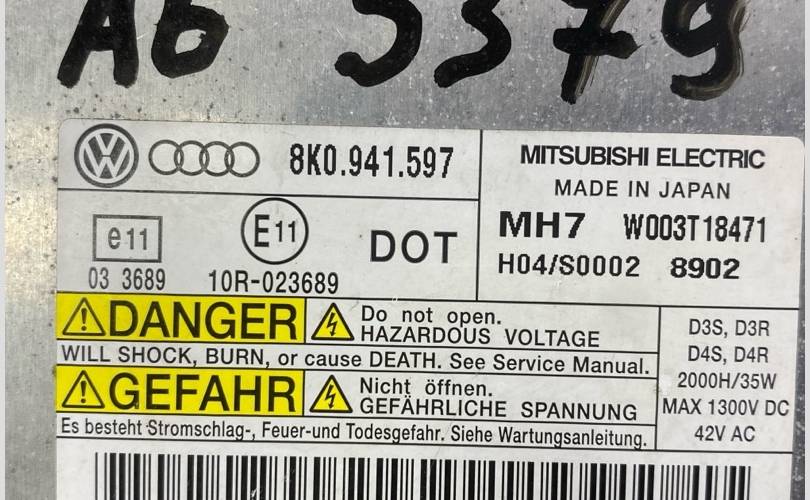 A6 5379
8K0.941.597
MITSUBISHI ELECTRIC
MADE IN JAPAN
MH7 W003T18471
H04/S0002 8902
e11
03 3689
E11
10R-023689
DOT
DANGER
Do not open.
HAZARDOUS VOLTAGE
WILL SHOCK, BURN, or cause DEATH. See Service Manual.
GEFAHR
Nicht öffnen.
GEFÄHRLICHE SPANNUNG
Es besteht Stromschlag-, Feuer-und Todesgefahr. Siehe Wartungsanleitung.
D3S, D3R
D4S, D4R
2000H/35W
MAX 1300V DC
42V AC